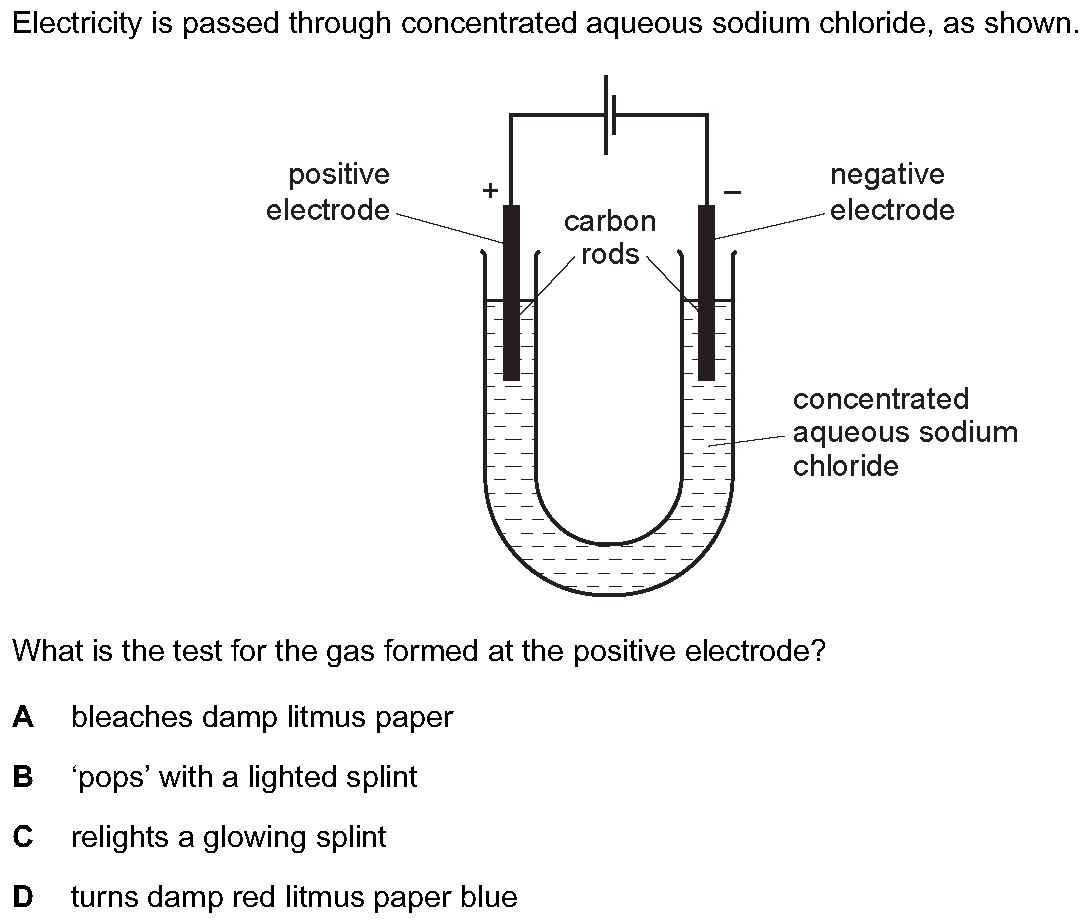 Electricity is passed through concentrated aqueous sodium chloride, as shown.
positive
electrode
+
carbon
rods
–
negative
electrode
concentrated
aqueous sodium
chloride
What is the test for the gas formed at the positive electrode?
A bleaches damp litmus paper
B ‘pops’ with a lighted splint
C relights a glowing splint
D turns damp red litmus paper blue